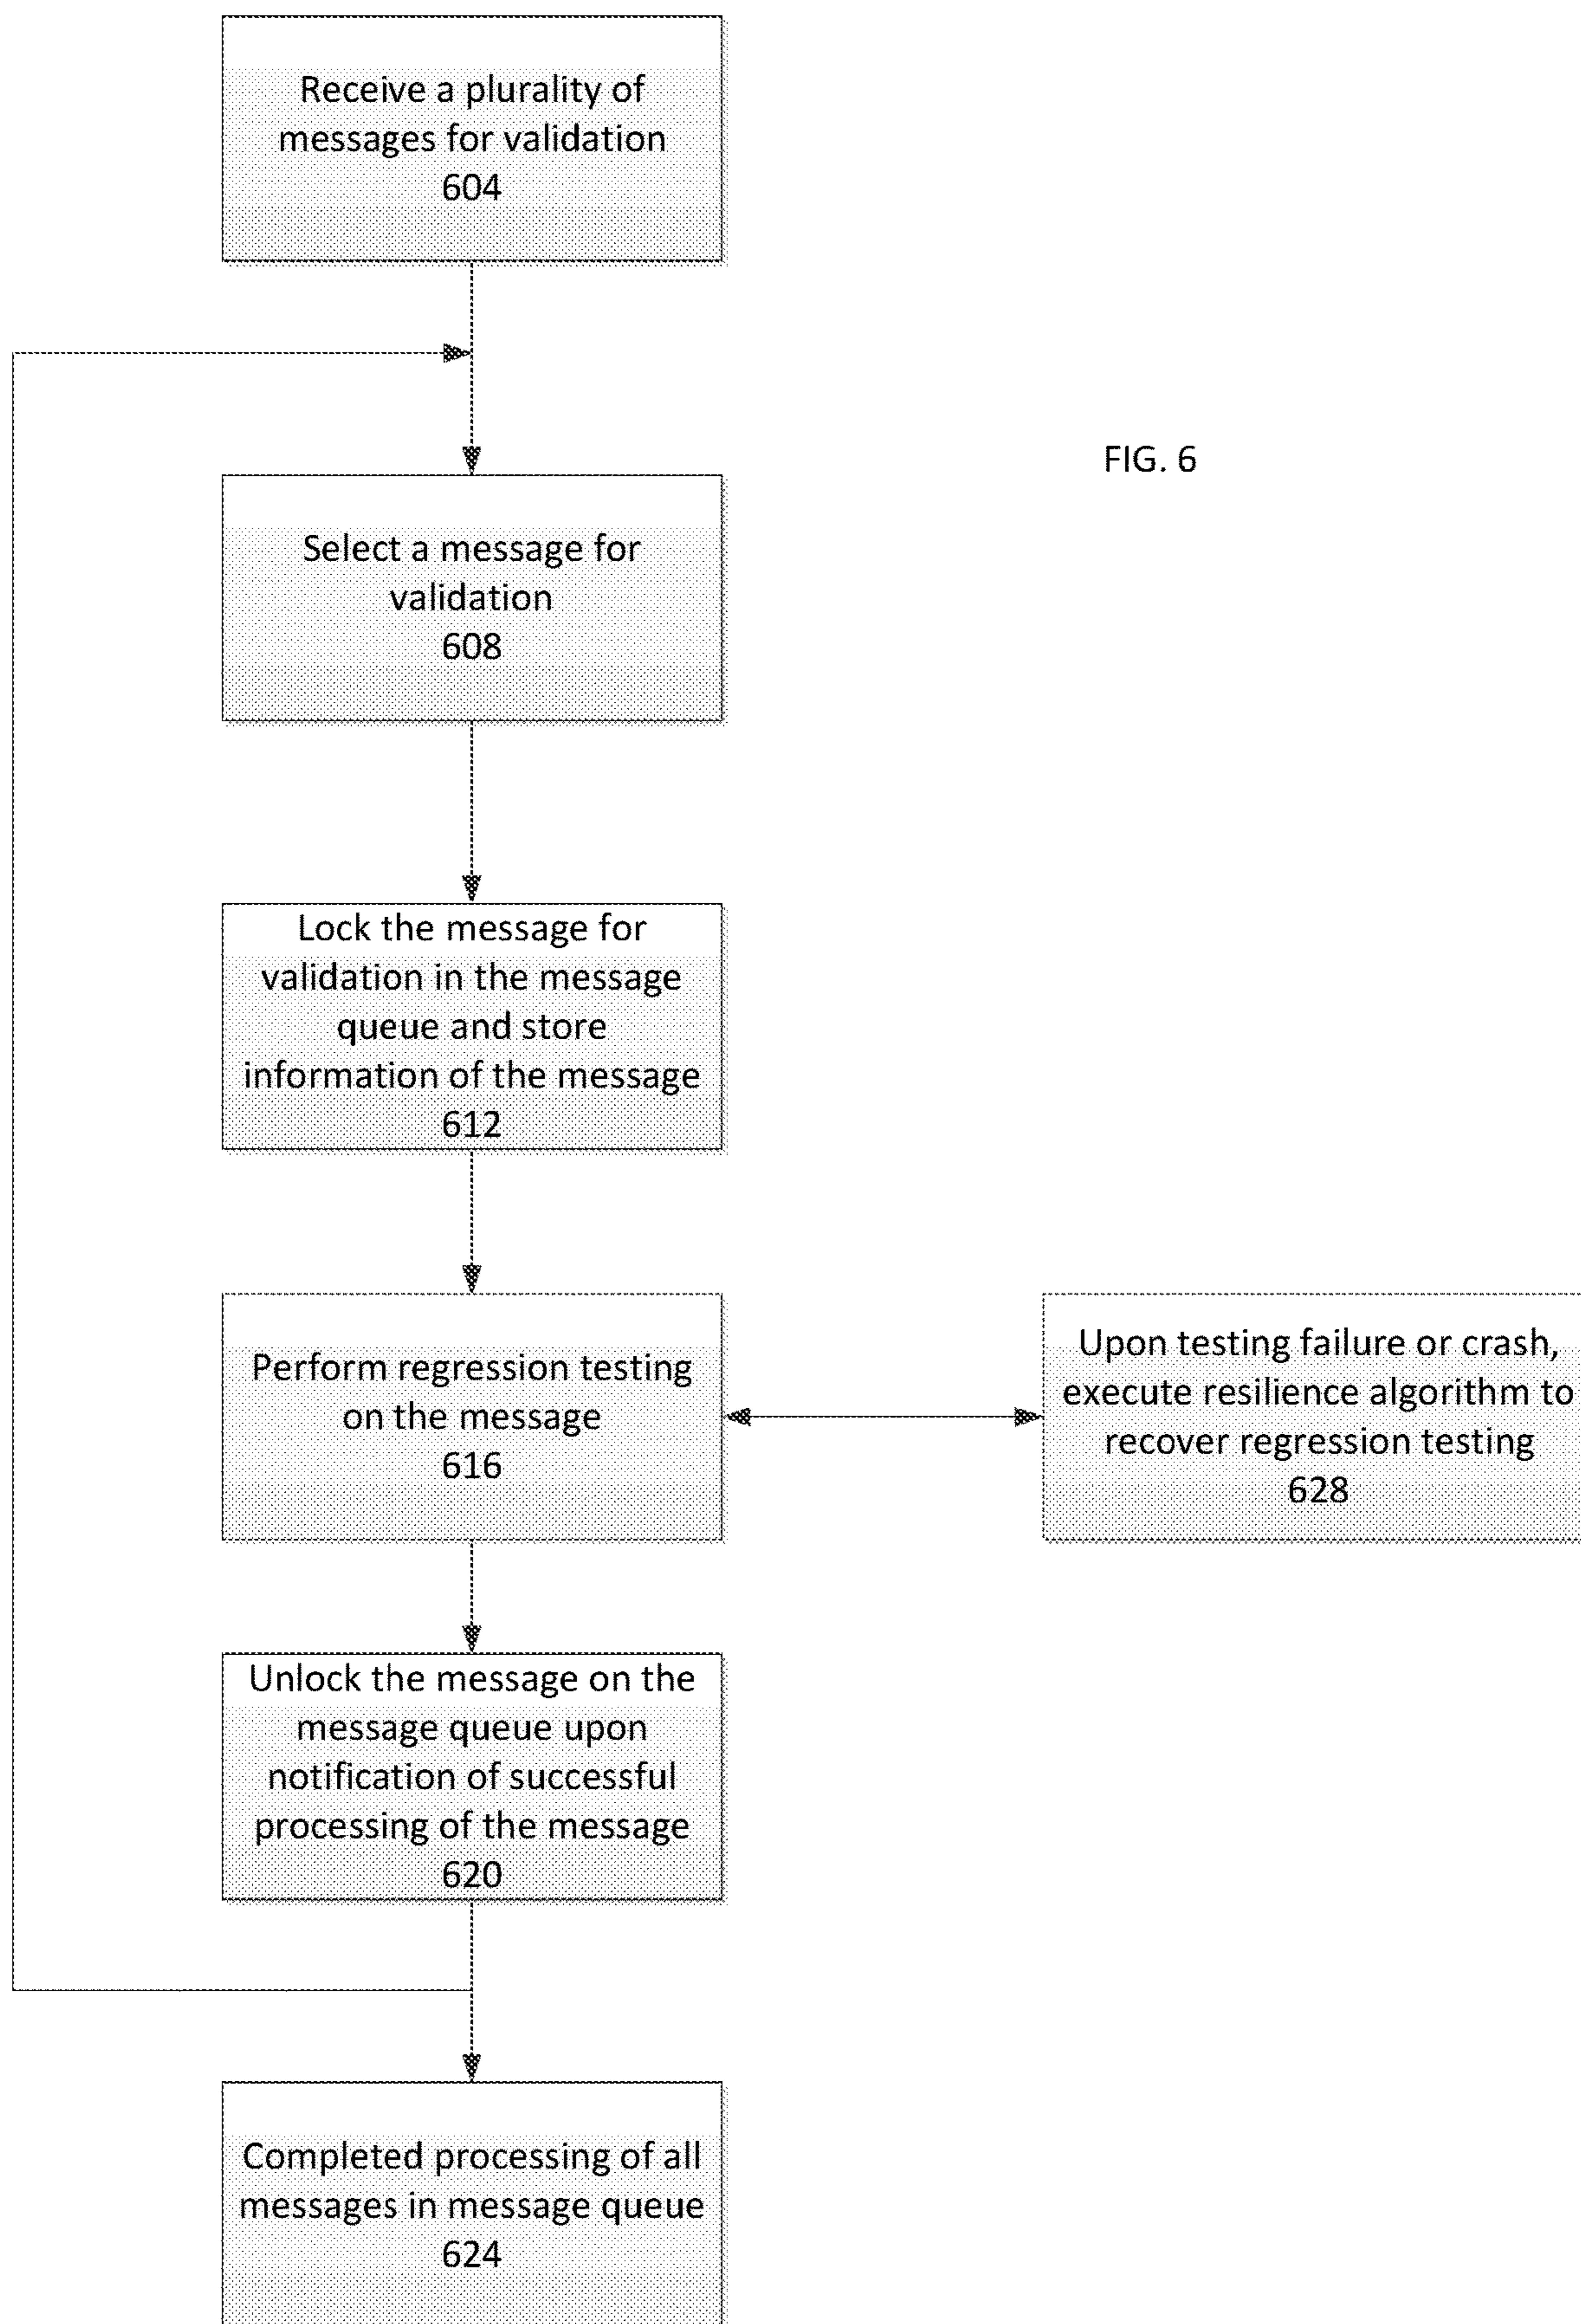 Receive a plurality of
messages for validation
604
FIG. 6
Select a message for
validation
608
Lock the message for
validation in the message
queue and store
information of the message
612
Perform regression testing
on the message
616
Upon testing failure or crash,
execute resilience algorithm to
recover regression testing
628
Unlock the message on the
message queue upon
notification of successful
processing of the message
620
Completed processing of all
messages in message queue
624